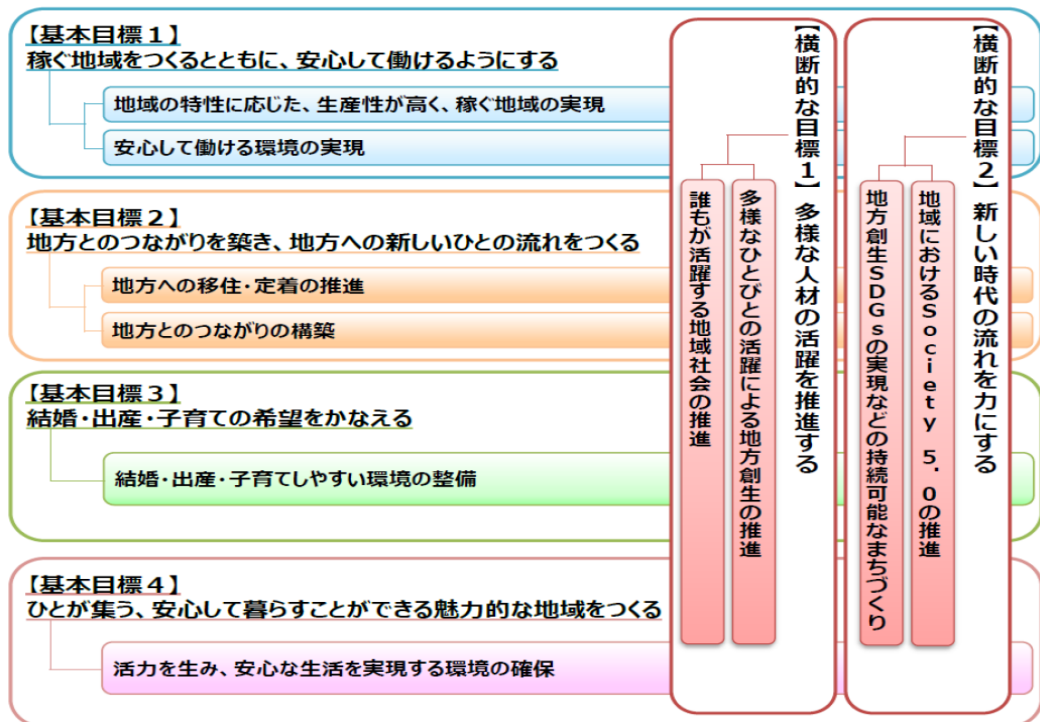 【基本目標1】
稼ぐ地域をつくるとともに、安心して働けるようにする
地域の特性に応じた、生産性が高く、稼ぐ地域の実現
安心して働ける環境の実現
【基本目標2】
地方とのつながりを築き、地方への新しいひとの流れをつくる
地方への移住・定着の推進
地方とのつながりの構築
【基本目標3】
結婚・出産・子育ての希望をかなえる
結婚・出産・子育てしやすい環境の整備
【基本目標4】
ひとが集う、安心して暮らすことができる魅力的な地域をつくる
活力を生み、安心な生活を実現する環境の確保
【横断的な目標1】多様な人材の活躍を推進する
多様なひとびとの活躍による地方創生の推進
誰もが活躍する地域社会の推進
【横断的な目標2】新しい時代の流れを力にする
地域におけるSociety 5.0の推進
地方創生SDGsの実現などの持続可能なまちづくり